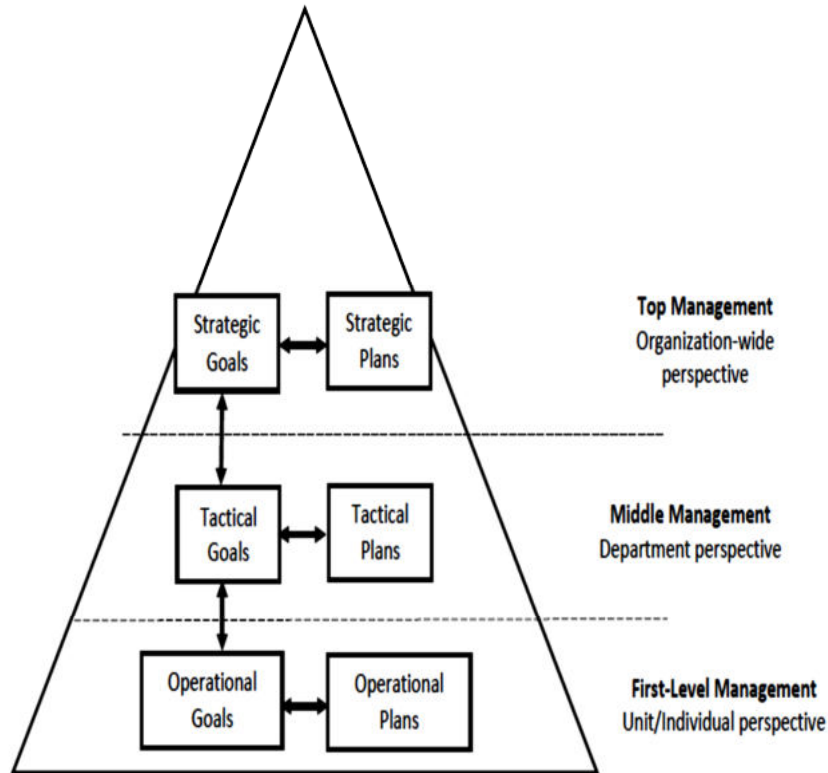 Strategic
Goals
Strategic
Plans
Top Management
Organization-wide
perspective
Tactical
Goals
Tactical
Plans
Middle Management
Department perspective
Operational
Goals
Operational
Plans
First-Level Management
Unit/Individual perspective